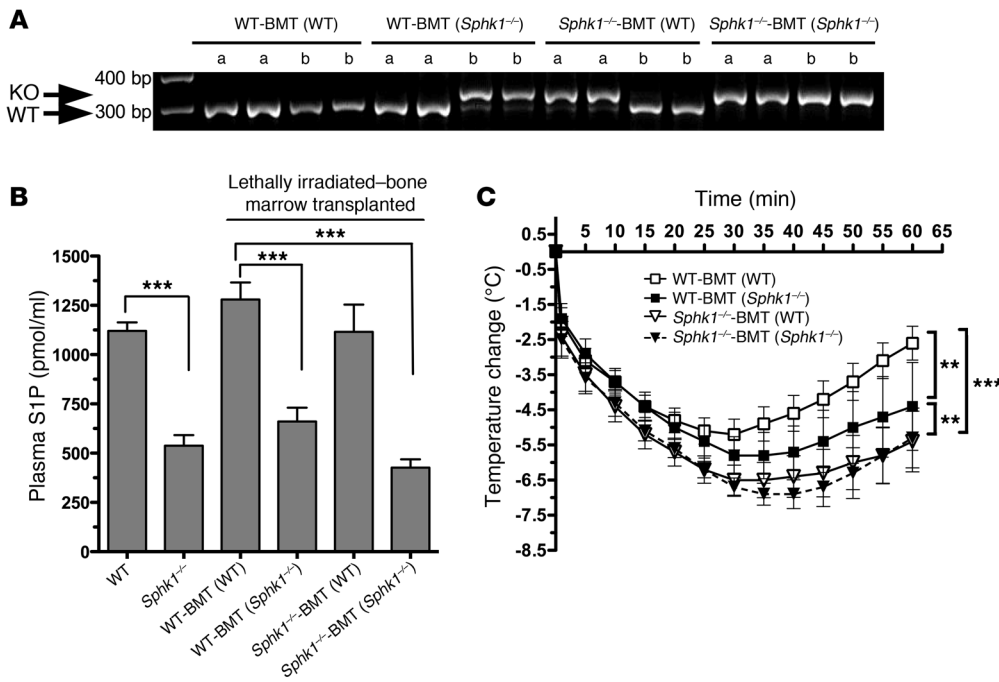 A
WT-BMT (WT) WT-BMT (Sphk1–/–) Sphk1–/–-BMT (WT) Sphk1–/–-BMT (Sphk1–/–)
a a b b a a b b a a b b a a b b
400 bp
KO
WT 300 bp
B
Lethally irradiated–bone
marrow transplanted
Plasma S1P (pmol/ml)
1500
1250
1000
750
500
250
0
***
***
***
WT
Sphk1–/–
WT-BMT (WT)
WT-BMT (Sphk1–/–)
Sphk1–/–-BMT (WT)
Sphk1–/–-BMT (Sphk1–/–)
C
Time (min)
5 10 15 20 25 30 35 40 45 50 55 60 65
Temperature change (°C)
0.5
-0.5
-1.5
-2.5
-3.5
-4.5
-5.5
-6.5
-7.5
-8.5
WT-BMT (WT)
WT-BMT (Sphk1–/–)
Sphk1–/–-BMT (WT)
Sphk1–/–-BMT (Sphk1–/–)
**
***
**